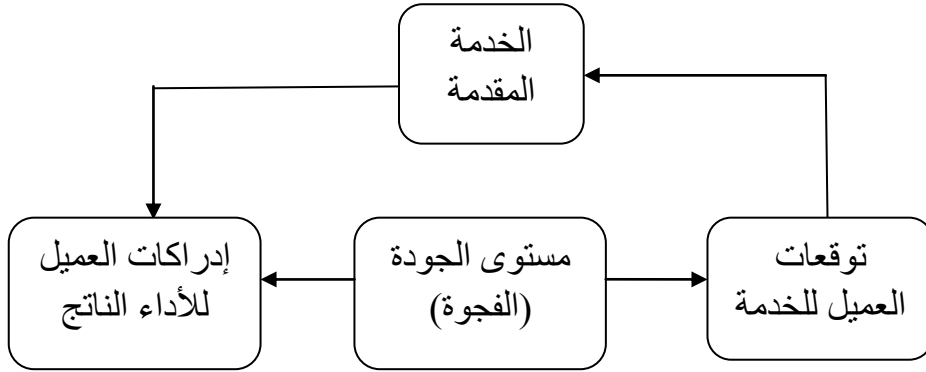 الخدمة
المقدمة
توقعات
العميل للخدمة
مستوى الجودة
(الفجوة)
إدراكات العميل
للأداء الناتج